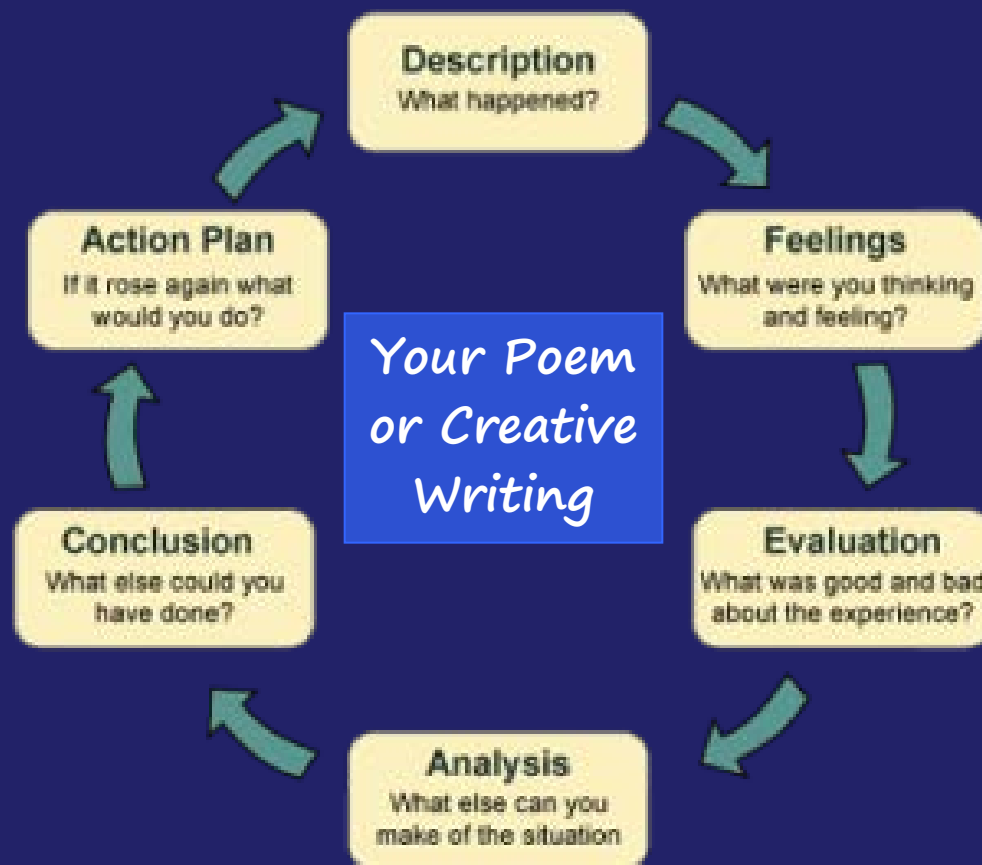 Description
What happened?
Feelings
What were you thinking
and feeling?
Evaluation
What was good and bad
about the experience?
Analysis
What else can you
make of the situation
Conclusion
What else could you
have done?
Action Plan
If it rose again what
would you do?
Your Poem
or Creative
Writing